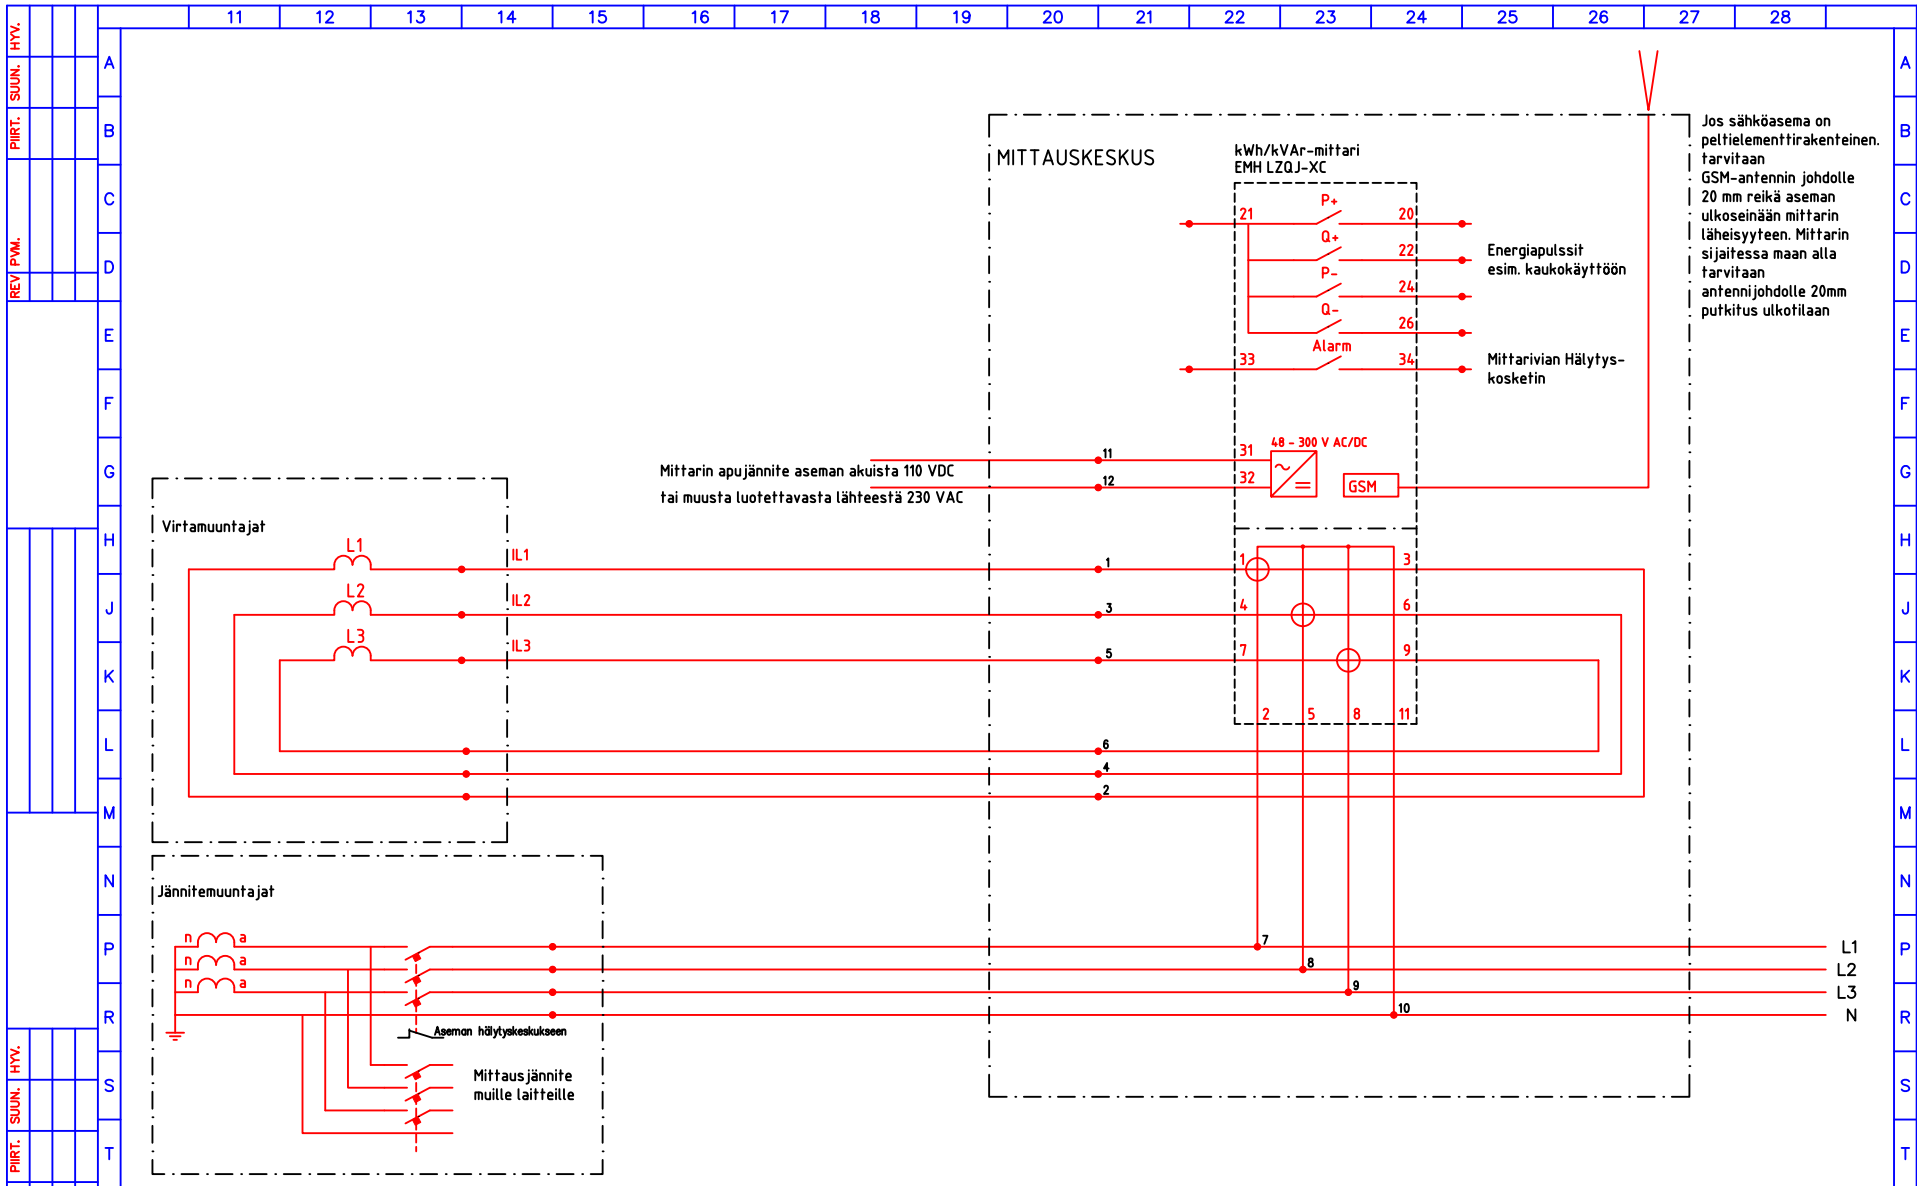 11 12 13 14 15 16 17 18 19 20 21 22 23 24 25 26 27 28
HYV.
SUUN.
PIIRT.
PVM.
REV
HYV.
SUUN.
PIIRT.
A A
B B
C C
D D
E E
F F
G G
H H
J J
K K
L L
M M
N N
P P
R R
S S
T T
MITTAUSKESKUS
kWh/kVAr-mittari
EMH LZQJ-XC
P+
21 20
Q+
22
P-
24
Q-
26
Alarm
33 34
Energiapulssit
esim. kaukokäyttöön
Mittarivian Hälytys-
kosketin
Jos sähköasema on
peltielementtirakenteinen.
tarvitaan
GSM-antennin johdolle
20 mm reikä aseman
ulkoseinään mittarin
läheisyyteen. Mittarin
sijaitessa maan alla
tarvitaan
antennijohdolle 20mm
putkitus ulkotilaan
48 - 300 V AC/DC
11 31
12 32
GSM
Mittarin apujännite aseman akuista 110 VDC
tai muusta luotettavasta lähteestä 230 VAC
Virtamuuntajat
L1 IL1 1 1 3
L2 IL2 3 4 6
L3 IL3 5 7 9
2 5 8 11
6
4
2
Jännitemuuntajat
n a 7 L1
n a 8 L2
n a 9 L3
10 N
Aseman hälytyskeskukseen
Mittausjännite
muille laitteille